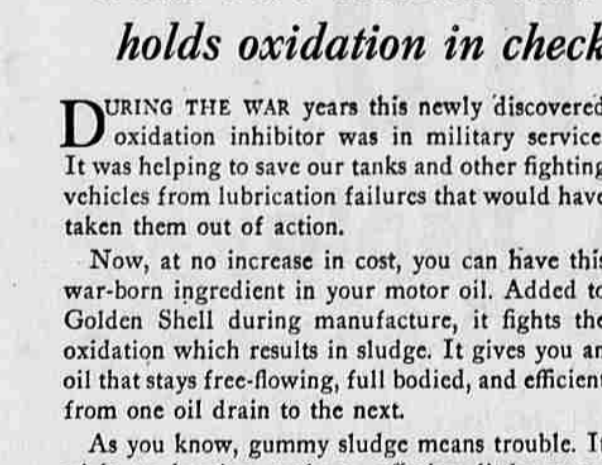 holds oxidation in check
DURING THE WAR years this newly discovered
oxidation inhibitor was in military service
It was helping to save our tanks and other fighting
vehicles from lubrication failures that would have
taken them out of action.
Now, at no increase in cost, you can have this
war-born ingredient in your motor oil. Added to
Golden Shell during manufacture, it fights the
oxidation which results in sludge. It gives you an
oil that stays free-flowing, full bodied, and efficient
from one oil drain to the next.
As you know, gummy sludge means trouble. It